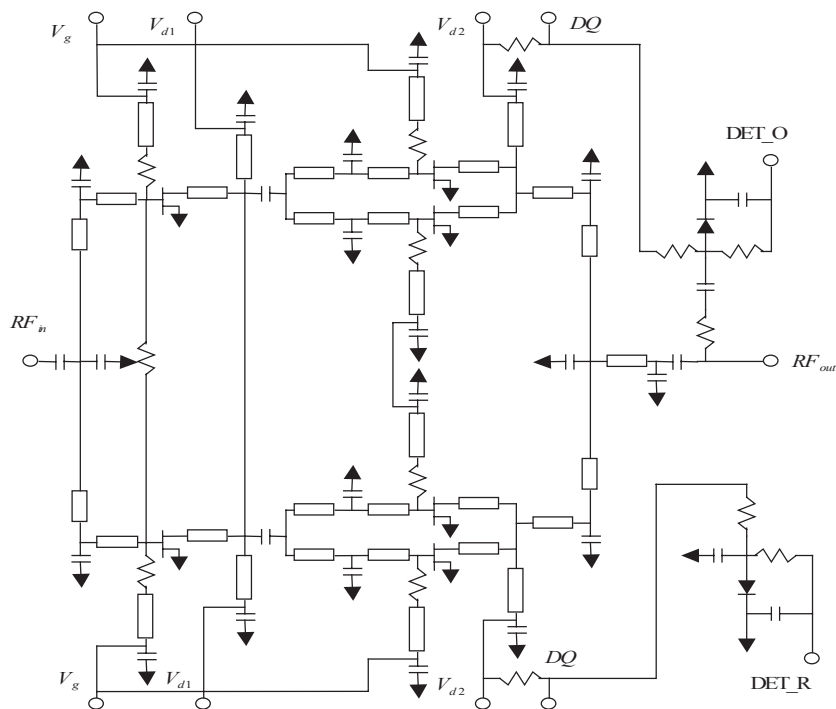 V_g V_d1 V_d2 DQ
DET_O
RF_in
RF_out
V_g V_d1 V_d2 DQ
DET_R